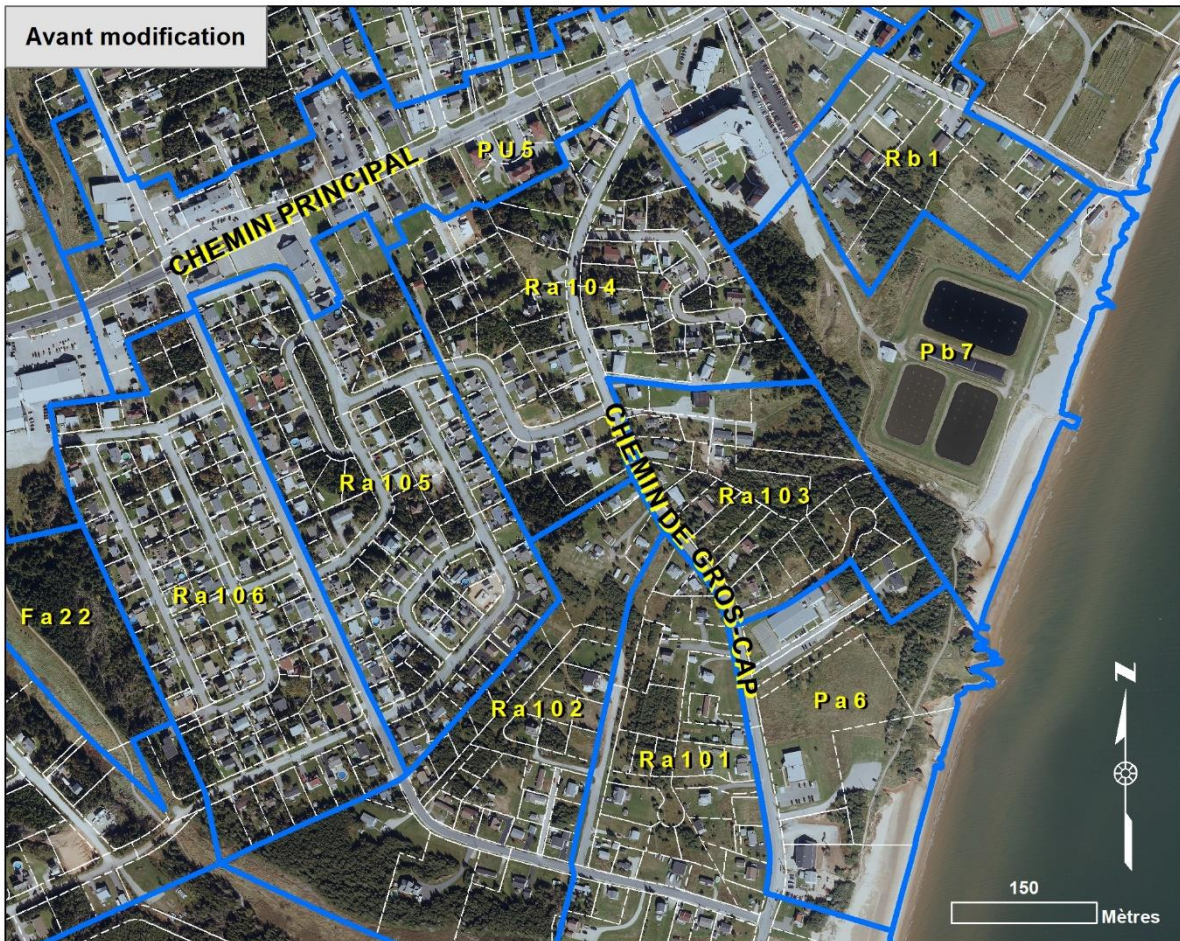 Avant modification
PU5
Rb1
CHEMIN PRINCIPAL
Ra104
Pb7
CHEMIN DE GROS-CAP
Ra105
Ra103
Ra106
Fa22
Ra102
Pa6
Ra101
Z
150
Mètres